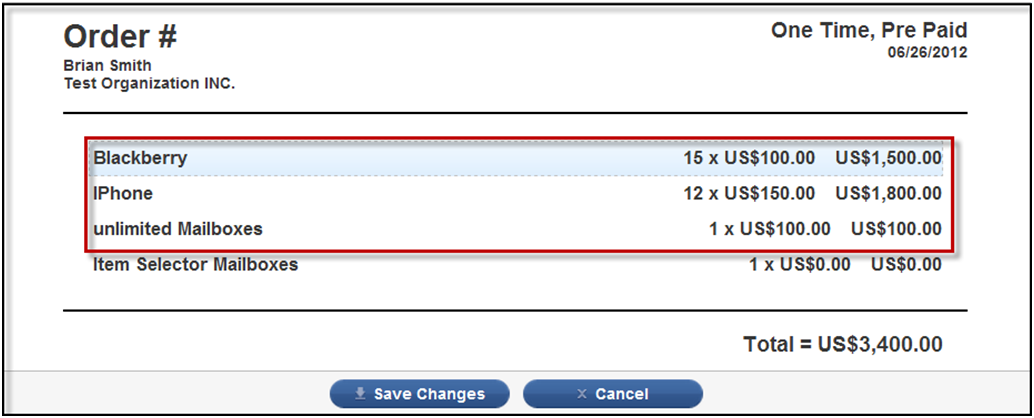 Order #
One Time, Pre Paid
06/26/2012
Brian Smith
Test Organization INC.
Blackberry 15 x US$100.00 US$1,500.00
IPhone 12 x US$150.00 US$1,800.00
unlimited Mailboxes 1 x US$100.00 US$100.00
Item Selector Mailboxes 1 x US$0.00 US$0.00
Total = US$3,400.00
Save Changes
x Cancel